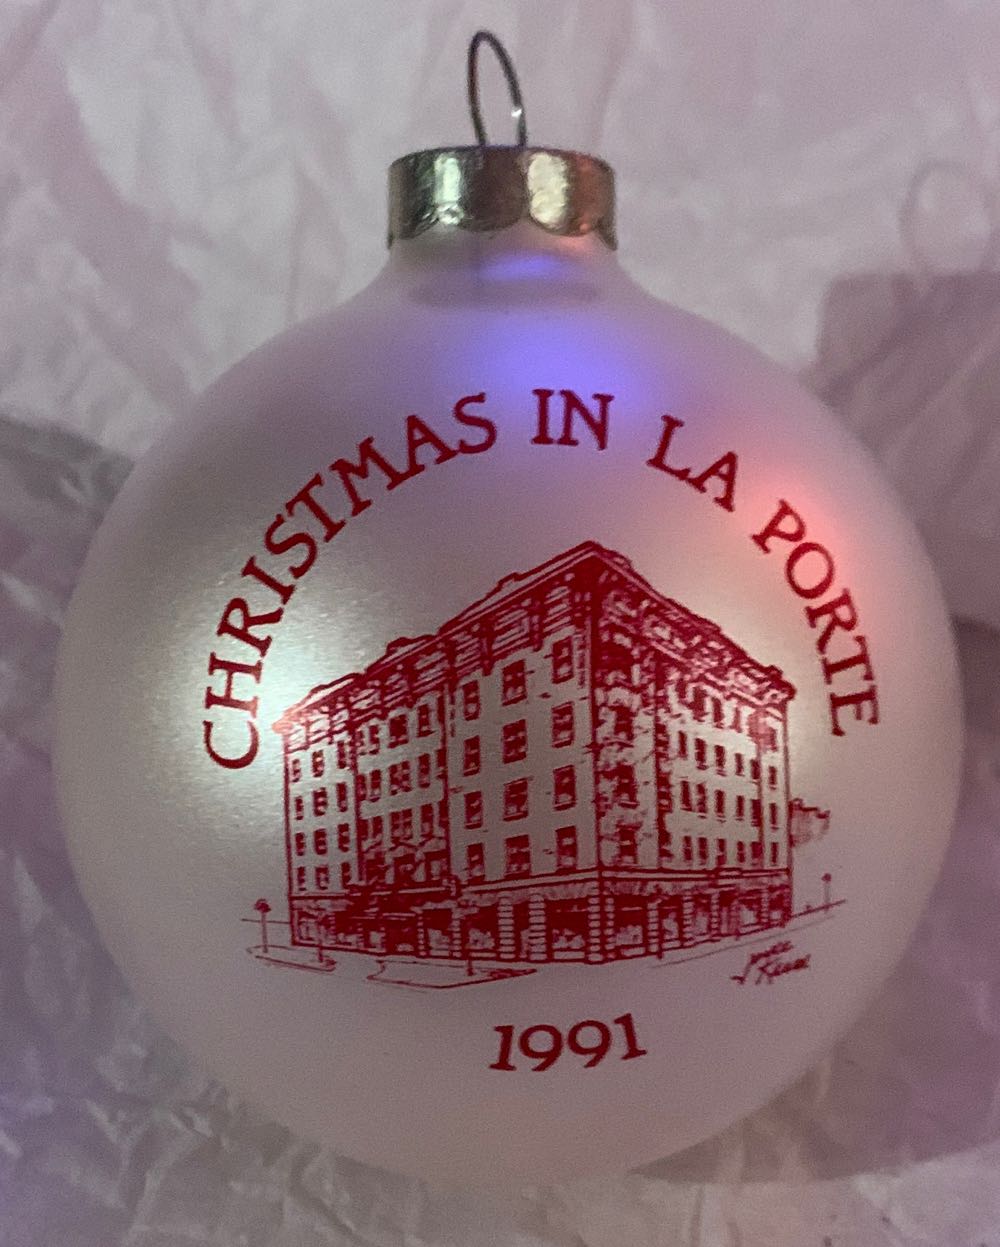 CHRISTMAS IN LA PORTE
1991